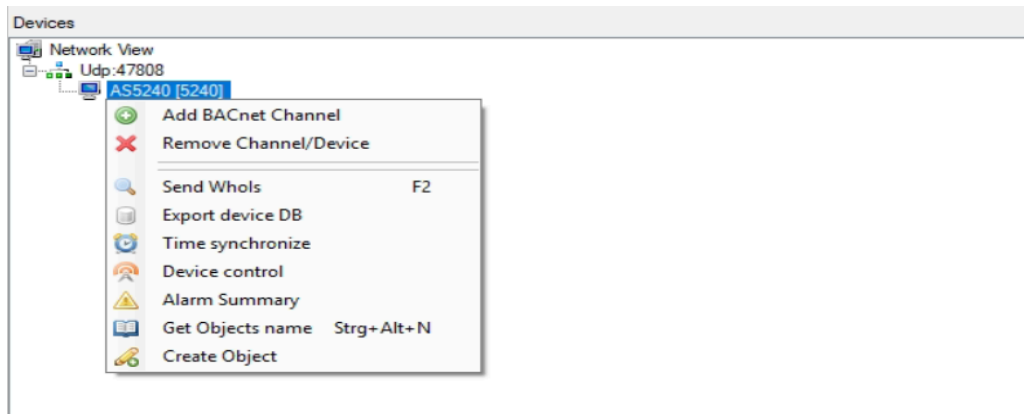 Devices
Network View
Udp:47808
AS5240 [5240]
Add BACnet Channel
Remove Channel/Device
Send WhoIs F2
Export device DB
Time synchronize
Device control
Alarm Summary
Get Objects name Strg+Alt+N
Create Object